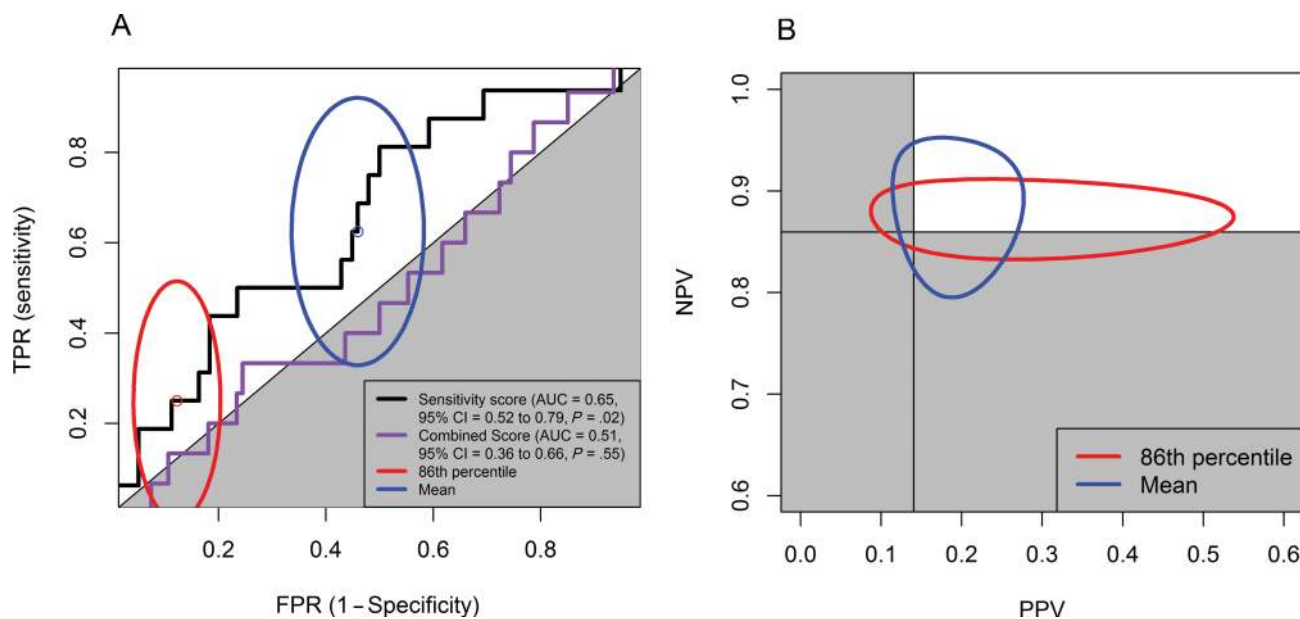 A
TPR (sensitivity)
0.8
0.6
0.4
0.2
Sensitivity score (AUC = 0.65,
95% CI = 0.52 to 0.79, P = .02)
Combined Score (AUC = 0.51,
95% CI = 0.36 to 0.66, P = .55)
86th percentile
Mean
0.2 0.4 0.6 0.8
FPR (1 – Specificity)
B
NPV
1.0
0.9
0.8
0.7
0.6
86th percentile
Mean
0.0 0.1 0.2 0.3 0.4 0.5 0.6
PPV